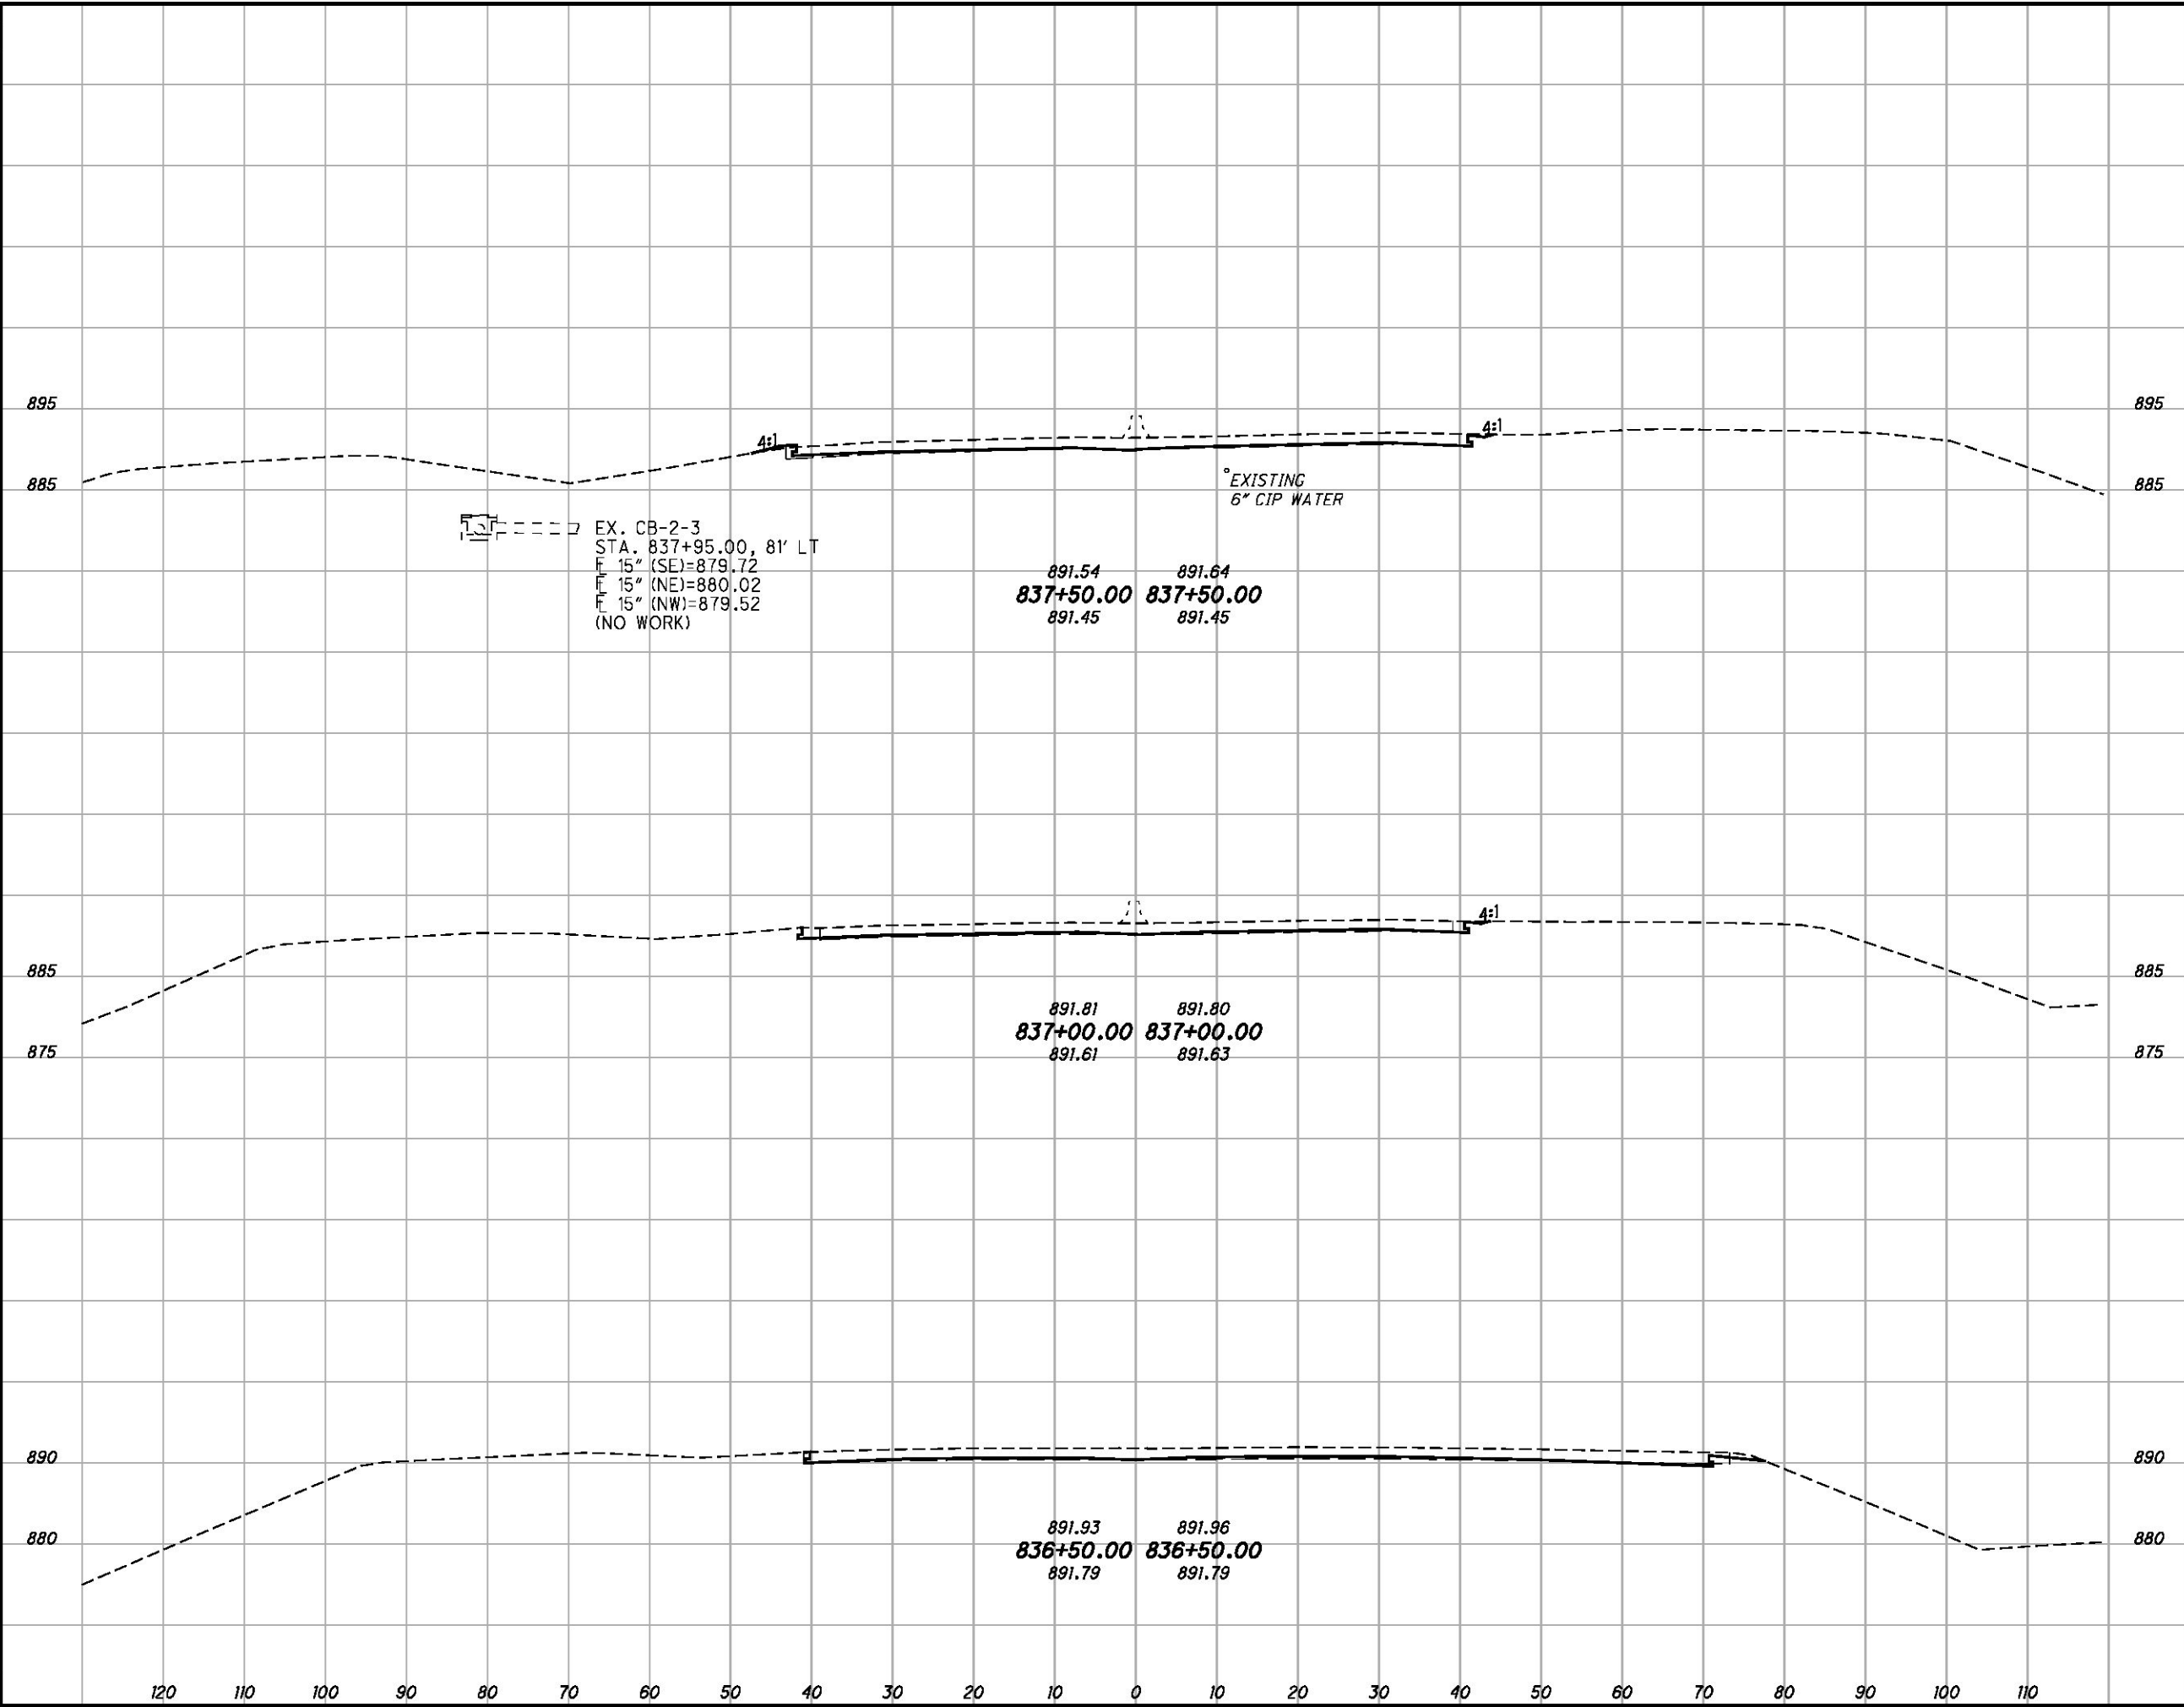 895 895
4:1 4:1
885 885
EXISTING
6" CIP WATER
EX. CB-2-3
STA. 837+95.00, 81' LT
FL 15" (SE)=879.72
FL 15" (NE)=880.02
FL 15" (NW)=879.52
(NO WORK)
891.54 891.64
837+50.00 837+50.00
891.45 891.45
4:1
885 885
891.81 891.80
837+00.00 837+00.00
891.61 891.63
875 875
890 890
891.93 891.96
880 836+50.00 836+50.00 880
891.79 891.79
120 110 100 90 80 70 60 50 40 30 20 10 0 10 20 30 40 50 60 70 80 90 100 110